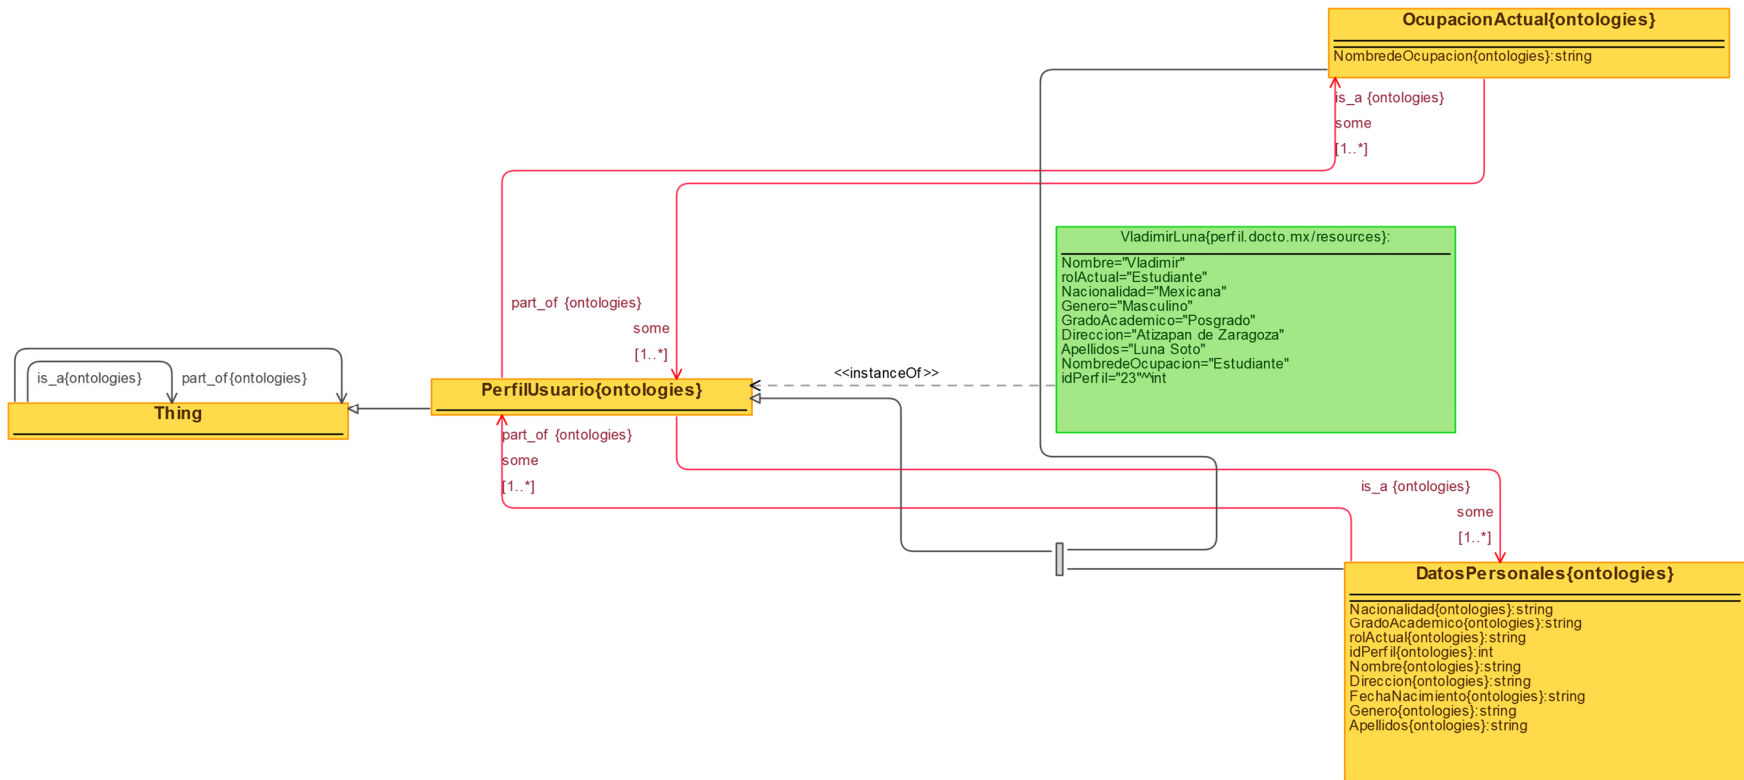 OcupacionActual{ontologies}
NombredeOcupacion{ontologies}:string
is_a {ontologies}
some
[1..*]
VladimirLuna{perfil.docto.mx/resources}:
Nombre="Vladimir"
rolActual="Estudiante"
Nacionalidad="Mexicana"
Genero="Masculino"
GradoAcademico="Posgrado"
Direccion="Atizapan de Zaragoza"
Apellidos="Luna Soto"
NombredeOcupacion="Estudiante"
idPerfil="23"^^int
part_of {ontologies}
some
[1..*]
<<instanceOf>>
is_a{ontologies}
part_of{ontologies}
Thing
PerfilUsuario{ontologies}
part_of {ontologies}
some
[1..*]
is_a {ontologies}
some
[1..*]
DatosPersonales{ontologies}
Nacionalidad{ontologies}:string
GradoAcademico{ontologies}:string
rolActual{ontologies}:string
idPerfil{ontologies}:int
Nombre{ontologies}:string
Direccion{ontologies}:string
FechaNacimiento{ontologies}:string
Genero{ontologies}:string
Apellidos{ontologies}:string